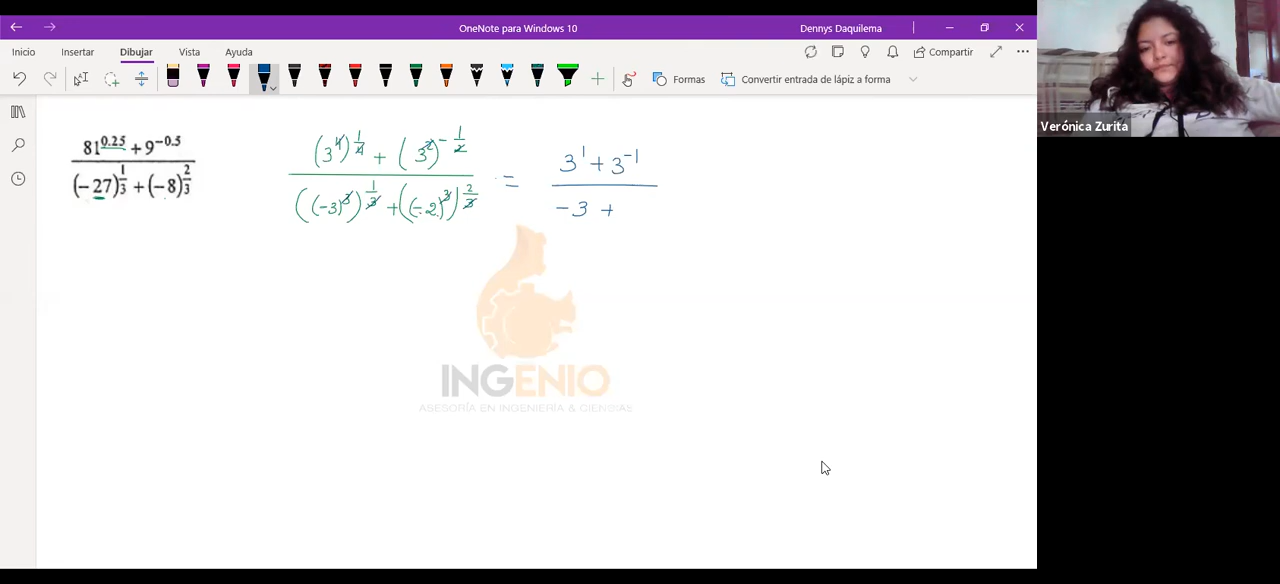 OneNote para Windows 10
Dennys Daquilema
Inicio Insertar Dibujar Vista Ayuda
Compartir
Formas
Convertir entrada de lápiz a forma
Verónica Zurita
81^0.25 + 9^−0.5
(−27)^1/3 + (−8)^2/3
(3^4)^1/4 + (3^2)^−1/2
((−3)^3)^1/3 + ((−2)^3)^2/3
=
3^1 + 3^−1
−3 +
INGENIO
ASESORÍA EN INGENIERÍA & CIENCIAS